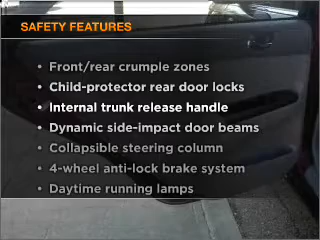 SAFETY FEATURES
• Front/rear crumple zones
• Child-protector rear door locks
• Internal trunk release handle
• Dynamic side-impact door beams
• Collapsible steering column
• 4-wheel anti-lock brake system
• Daytime running lamps